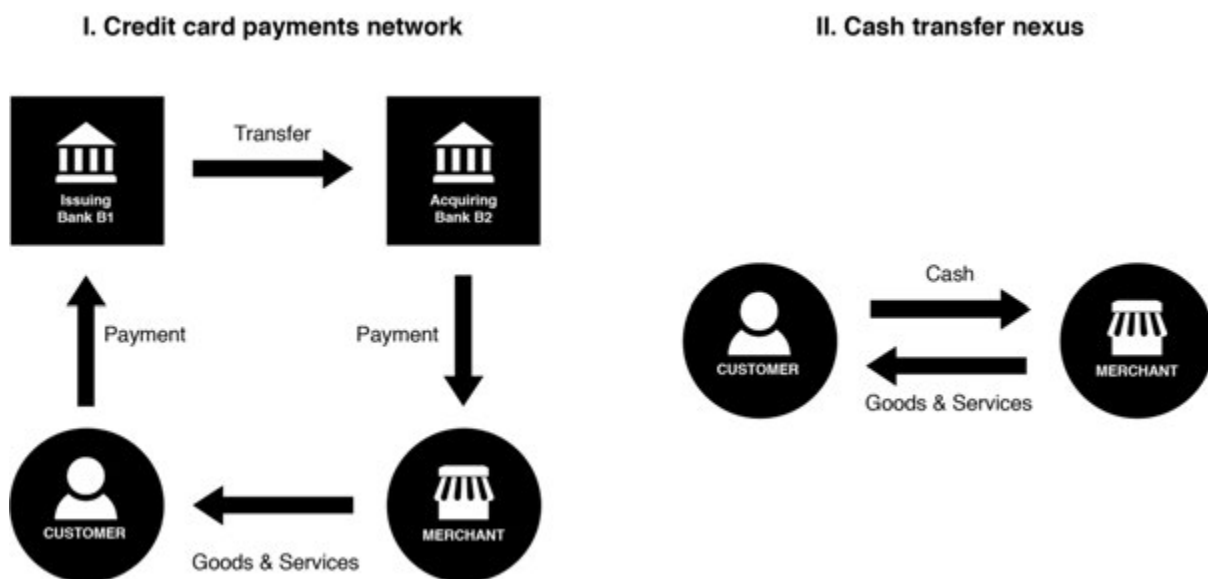 I. Credit card payments network
II. Cash transfer nexus
Transfer
Issuing
Bank B1
Acquiring
Bank B2
Payment
Payment
CUSTOMER
MERCHANT
Goods & Services
Cash
CUSTOMER
MERCHANT
Goods & Services